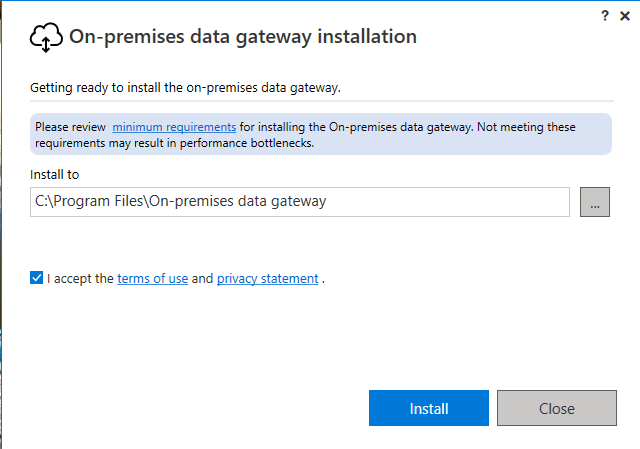 ? ×
On-premises data gateway installation
Getting ready to install the on-premises data gateway.
Please review minimum requirements for installing the On-premises data gateway. Not meeting these
requirements may result in performance bottlenecks.
Install to
C:\Program Files\On-premises data gateway
...
I accept the terms of use and privacy statement .
Install
Close